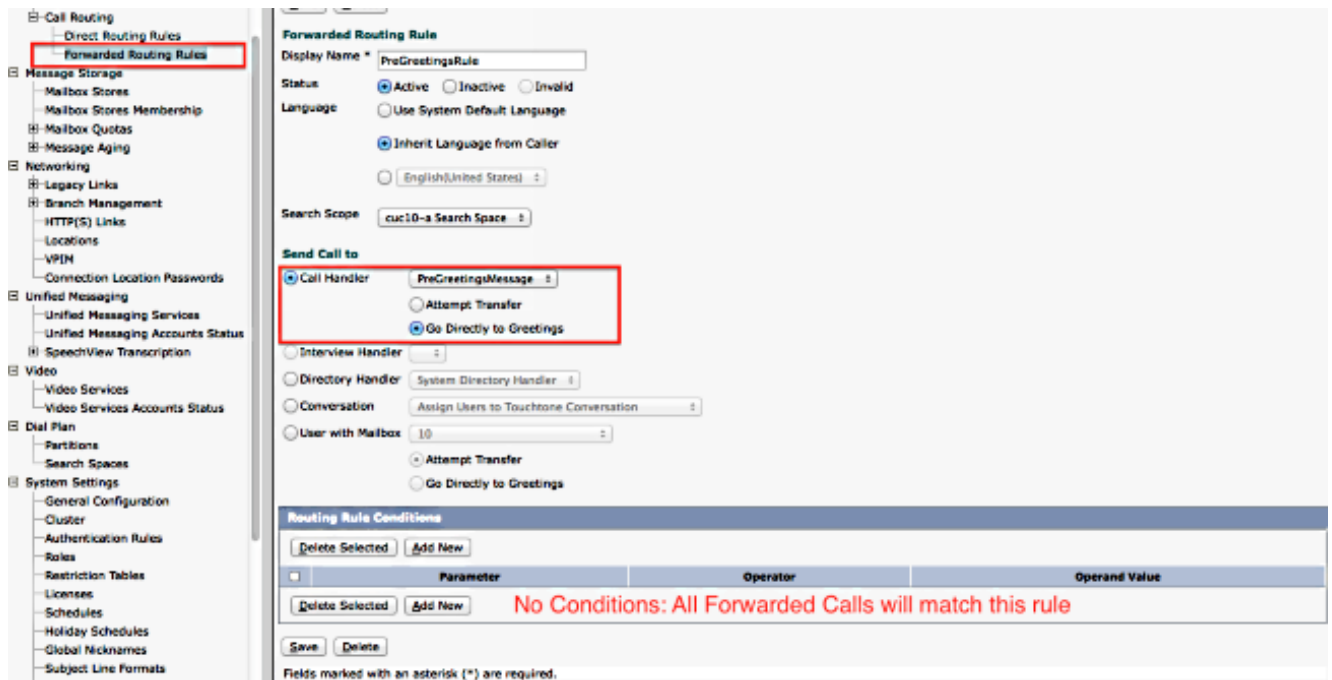 Call Routing
Direct Routing Rules
Forwarded Routing Rules
Message Storage
Mailbox Stores
Mailbox Stores Membership
Mailbox Quotas
Message Aging
Networking
Legacy Links
Branch Management
HTTP(S) Links
Locations
VPIM
Connection Location Passwords
Unified Messaging
Unified Messaging Services
Unified Messaging Accounts Status
SpeechView Transcription
Video
Video Services
Video Services Accounts Status
Dial Plan
Partitions
Search Spaces
System Settings
General Configuration
Cluster
Authentication Rules
Roles
Restriction Tables
Licenses
Schedules
Holiday Schedules
Global Nicknames
Subject Line Formats
Forwarded Routing Rule
Display Name * PreGreetingsRule
Status Active Inactive Invalid
Language Use System Default Language
Inherit Language from Caller
English(United States)
Search Scope cuc10-a Search Space
Send Call to
Call Handler PreGreetingsMessage
Attempt Transfer
Go Directly to Greetings
Interview Handler
Directory Handler System Directory Handler
Conversation Assign Users to Touchtone Conversation
User with Mailbox 10
Attempt Transfer
Go Directly to Greetings
Routing Rule Conditions
Delete Selected Add New
Parameter Operator Operand Value
Delete Selected Add New No Conditions: All Forwarded Calls will match this rule
Save Delete
Fields marked with an asterisk (*) are required.